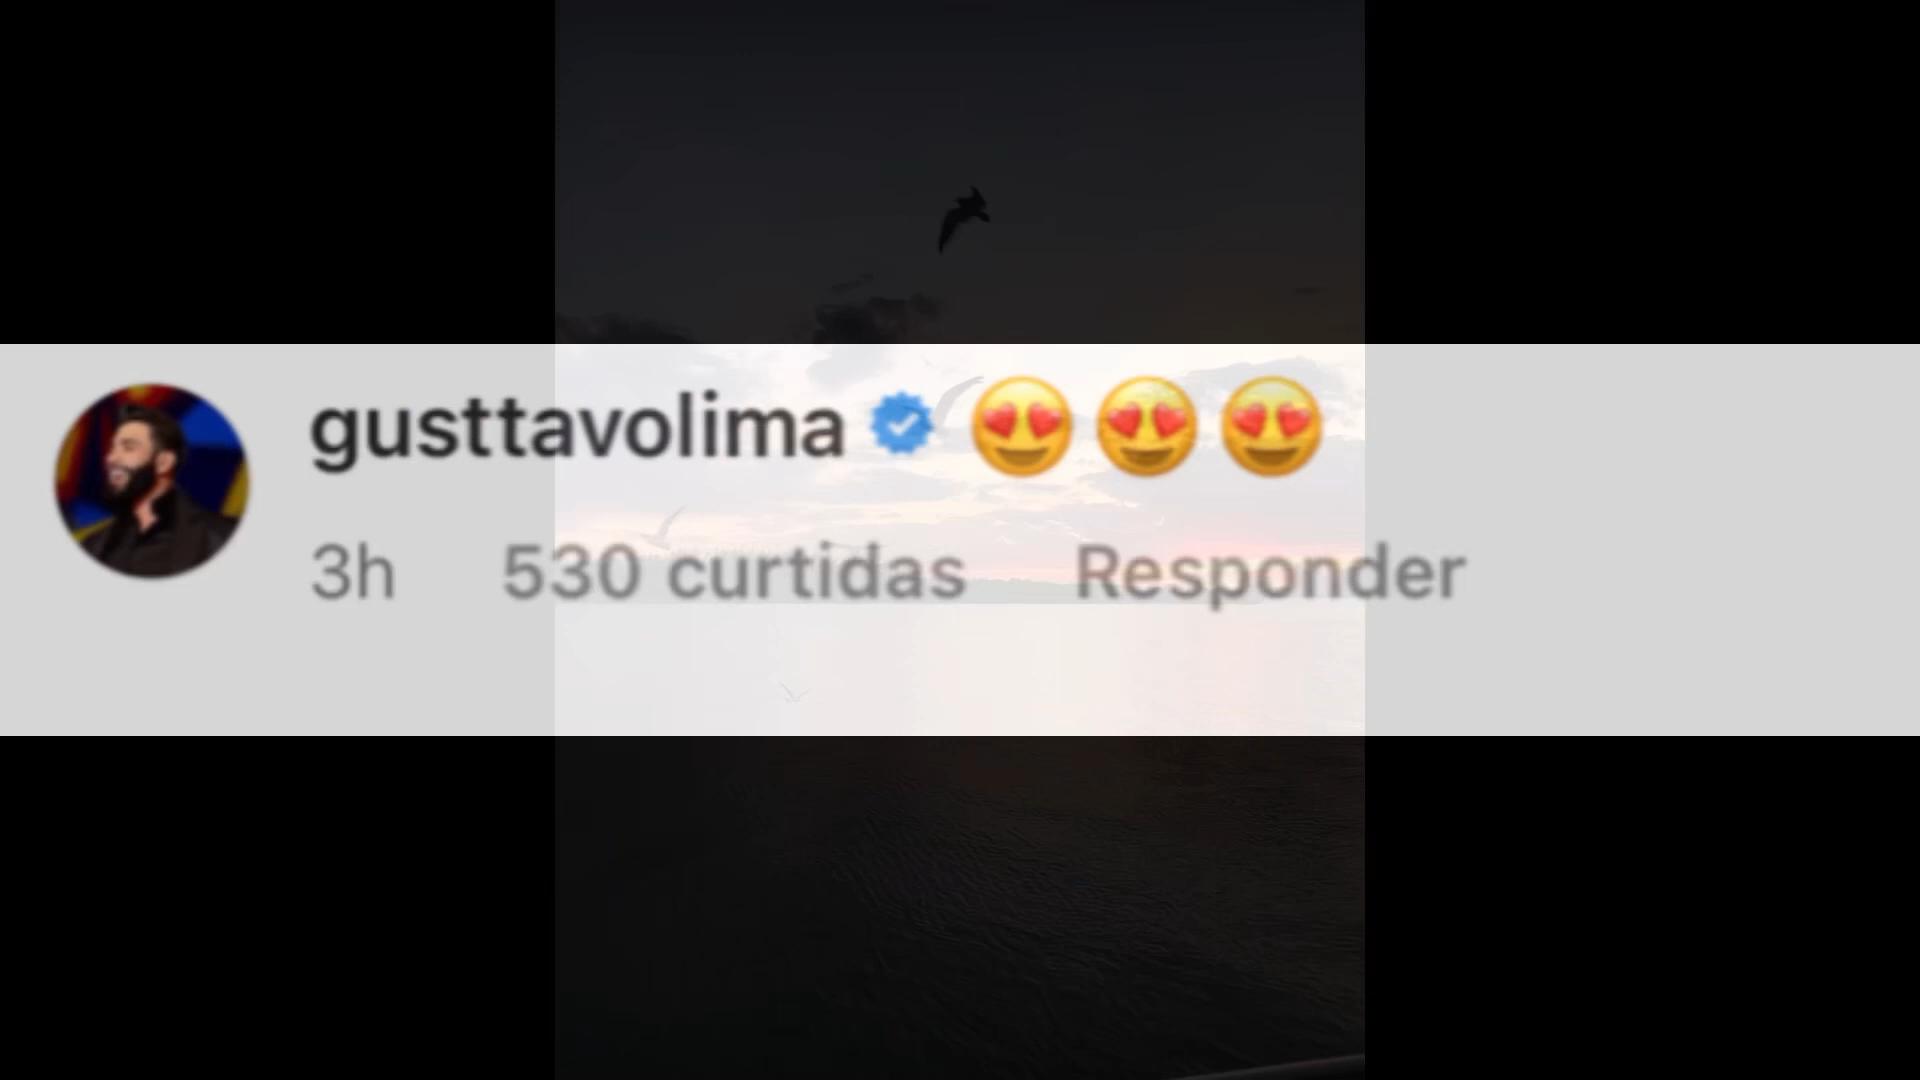 gusttavolima 😍😍😍
3h 530 curtidas Responder